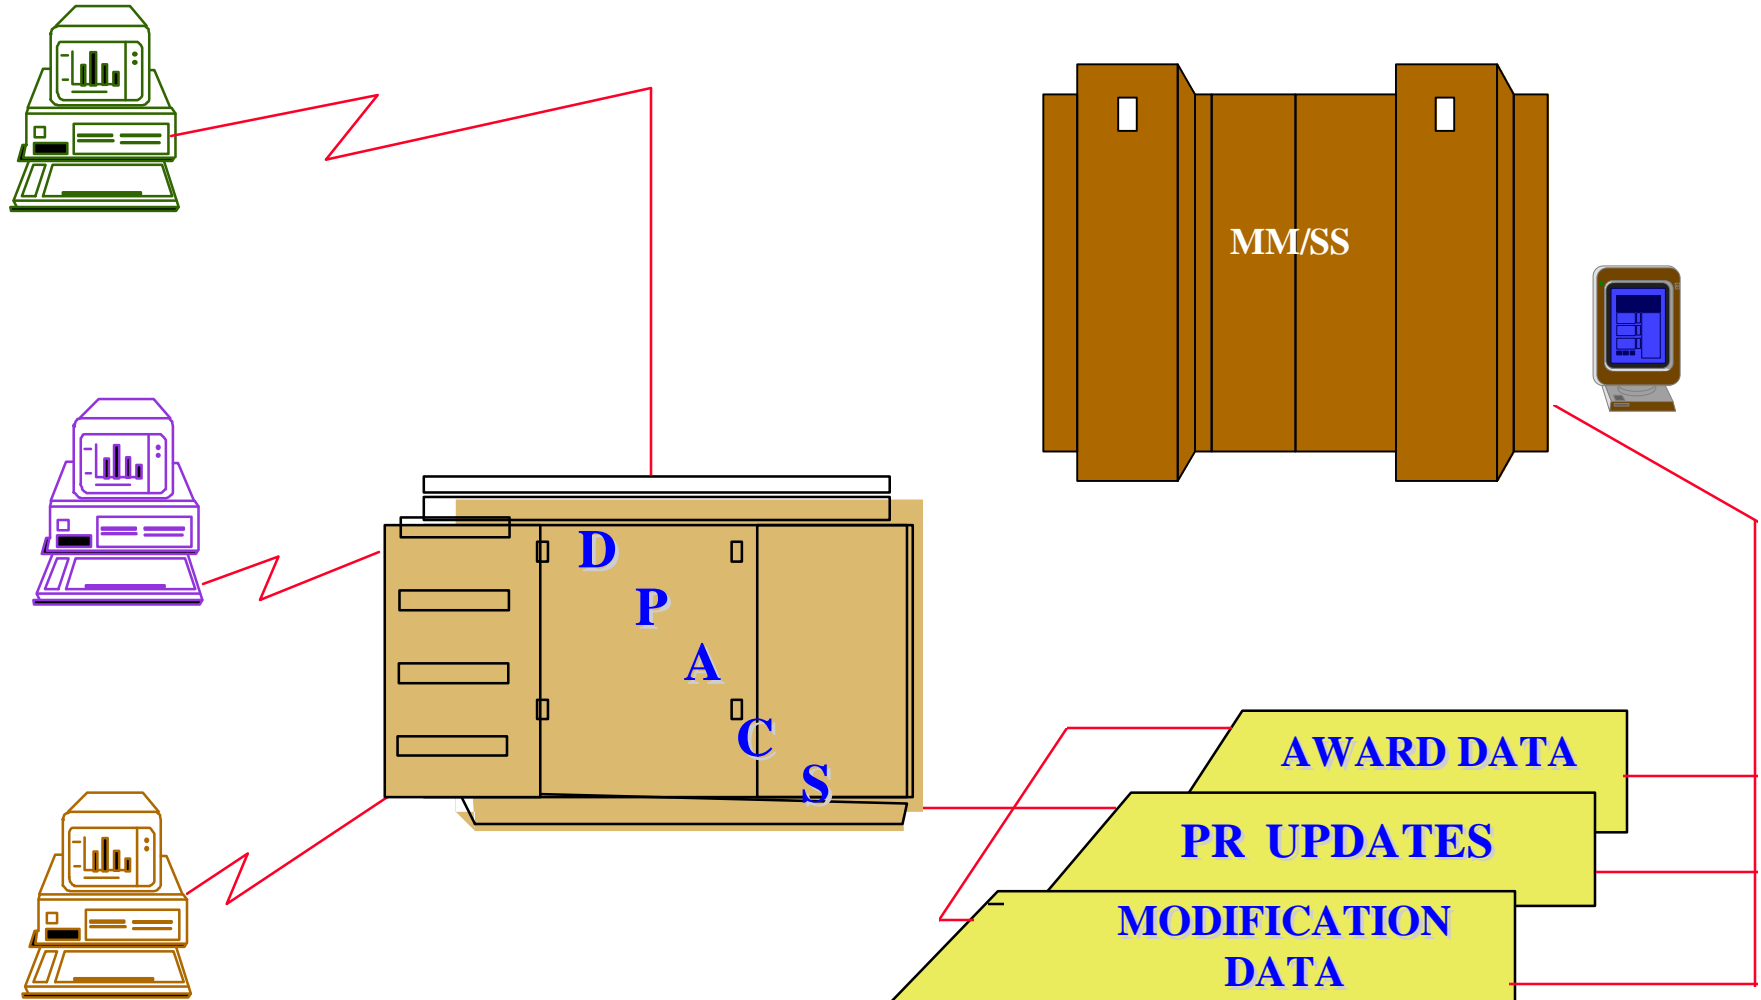 MM/SS
D
P
A
C
S
AWARD DATA
PR UPDATES
MODIFICATION
DATA